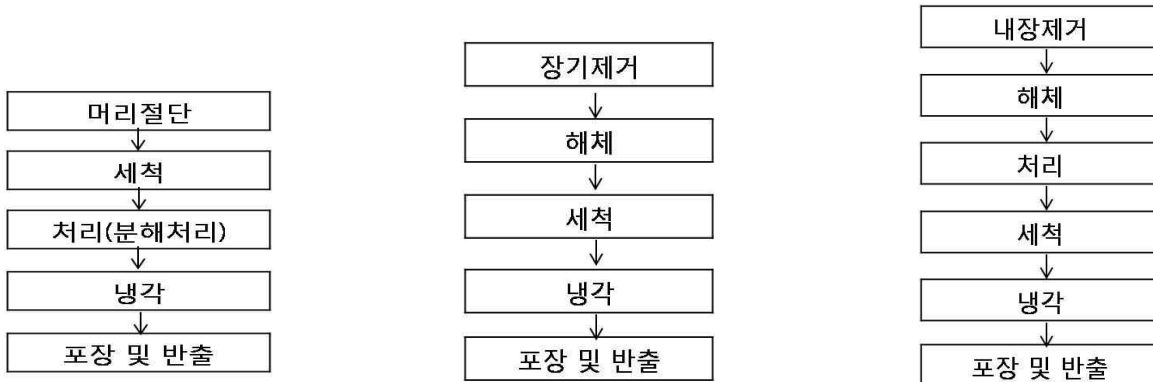 머리절단
세척
처리(분해처리)
냉각
포장 및 반출
장기제거
해체
세척
냉각
포장 및 반출
내장제거
해체
처리
세척
냉각
포장 및 반출